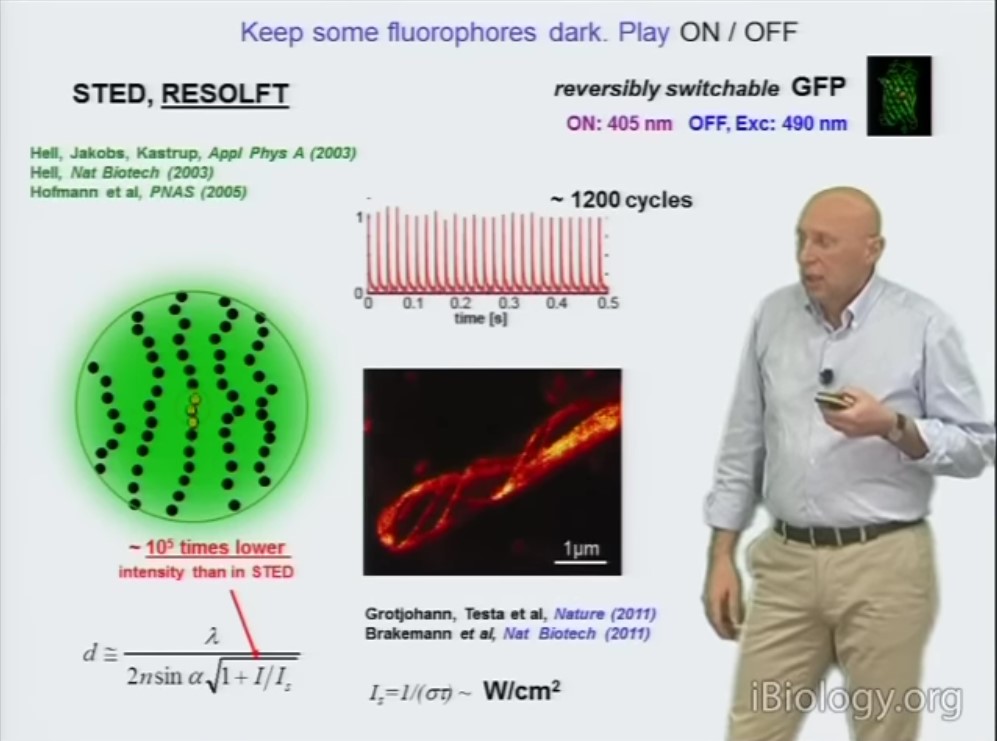 Keep some fluorophores dark. Play ON / OFF
STED, RESOLFT
reversibly switchable GFP
ON: 405 nm OFF, Exc: 490 nm
Hell, Jakobs, Kastrup, Appl Phys A (2003)
Hell, Nat Biotech (2003)
Hofmann et al, PNAS (2005)
~ 1200 cycles
1
0
0 0.1 0.2 0.3 0.4 0.5
time [s]
~ 10⁵ times lower
intensity than in STED
d ≅ λ / 2n sin α √1 + I/Iₛ
1µm
Grotjohann, Testa et al, Nature (2011)
Brakemann et al, Nat Biotech (2011)
Iₛ=1/(στ) ~ W/cm²
iBiology.org